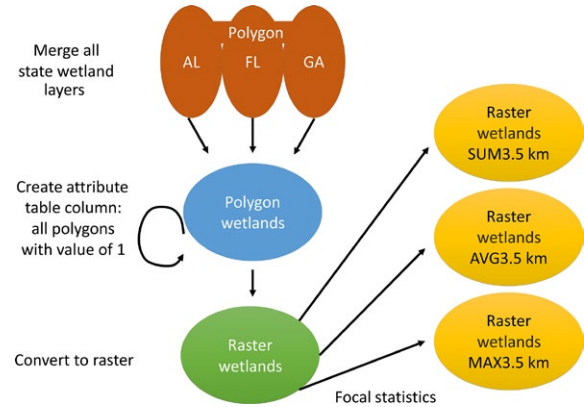 Merge all
state wetland
layers
Polygon
AL
FL
GA
Create attribute
table column:
all polygons
with value of 1
Polygon
wetlands
Convert to raster
Raster
wetlands
Focal statistics
Raster
wetlands
SUM3.5 km
Raster
wetlands
AVG3.5 km
Raster
wetlands
MAX3.5 km